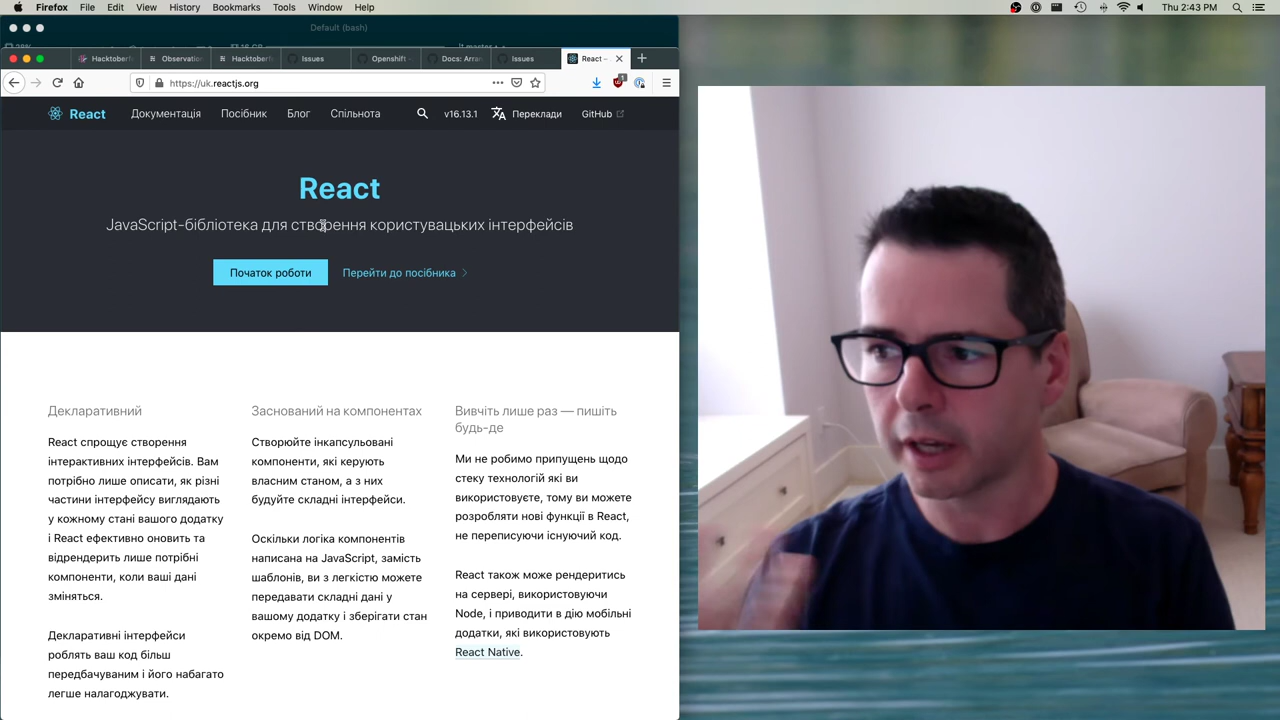 Firefox File Edit View History Bookmarks Tools Window Help
Thu 2:43 PM
Default (bash)
Hacktoberf
Observation
Hacktoberf
Issues
Openshift
Docs: Arran
Issues
React –
https://uk.reactjs.org
React
Документація
Посібник
Блог
Спільнота
v16.13.1
Переклади
GitHub
React
JavaScript-бібліотека для створення користувацьких інтерфейсів
Початок роботи
Перейти до посібника
Декларативний
React спрощує створення
інтерактивних інтерфейсів. Вам
потрібно лише описати, як різні
частини інтерфейсу виглядають
у кожному стані вашого додатку
і React ефективно оновить та
відрендерить лише потрібні
компоненти, коли ваші дані
зміняться.
Декларативні інтерфейси
роблять ваш код більш
передбачуваним і його набагато
легше налагоджувати.
Заснований на компонентах
Створюйте інкапсульовані
компоненти, які керують
власним станом, а з них
будуйте складні інтерфейси.
Оскільки логіка компонентів
написана на JavaScript, замість
шаблонів, ви з легкістю можете
передавати складні дані у
вашому додатку і зберігати стан
окремо від DOM.
Вивчіть лише раз — пишіть
будь-де
Ми не робимо припущень щодо
стеку технологій які ви
використовуєте, тому ви можете
розробляти нові функції в React,
не переписуючи існуючий код.
React також може рендеритись
на сервері, використовуючи
Node, і приводити в дію мобільні
додатки, які використовують
React Native.